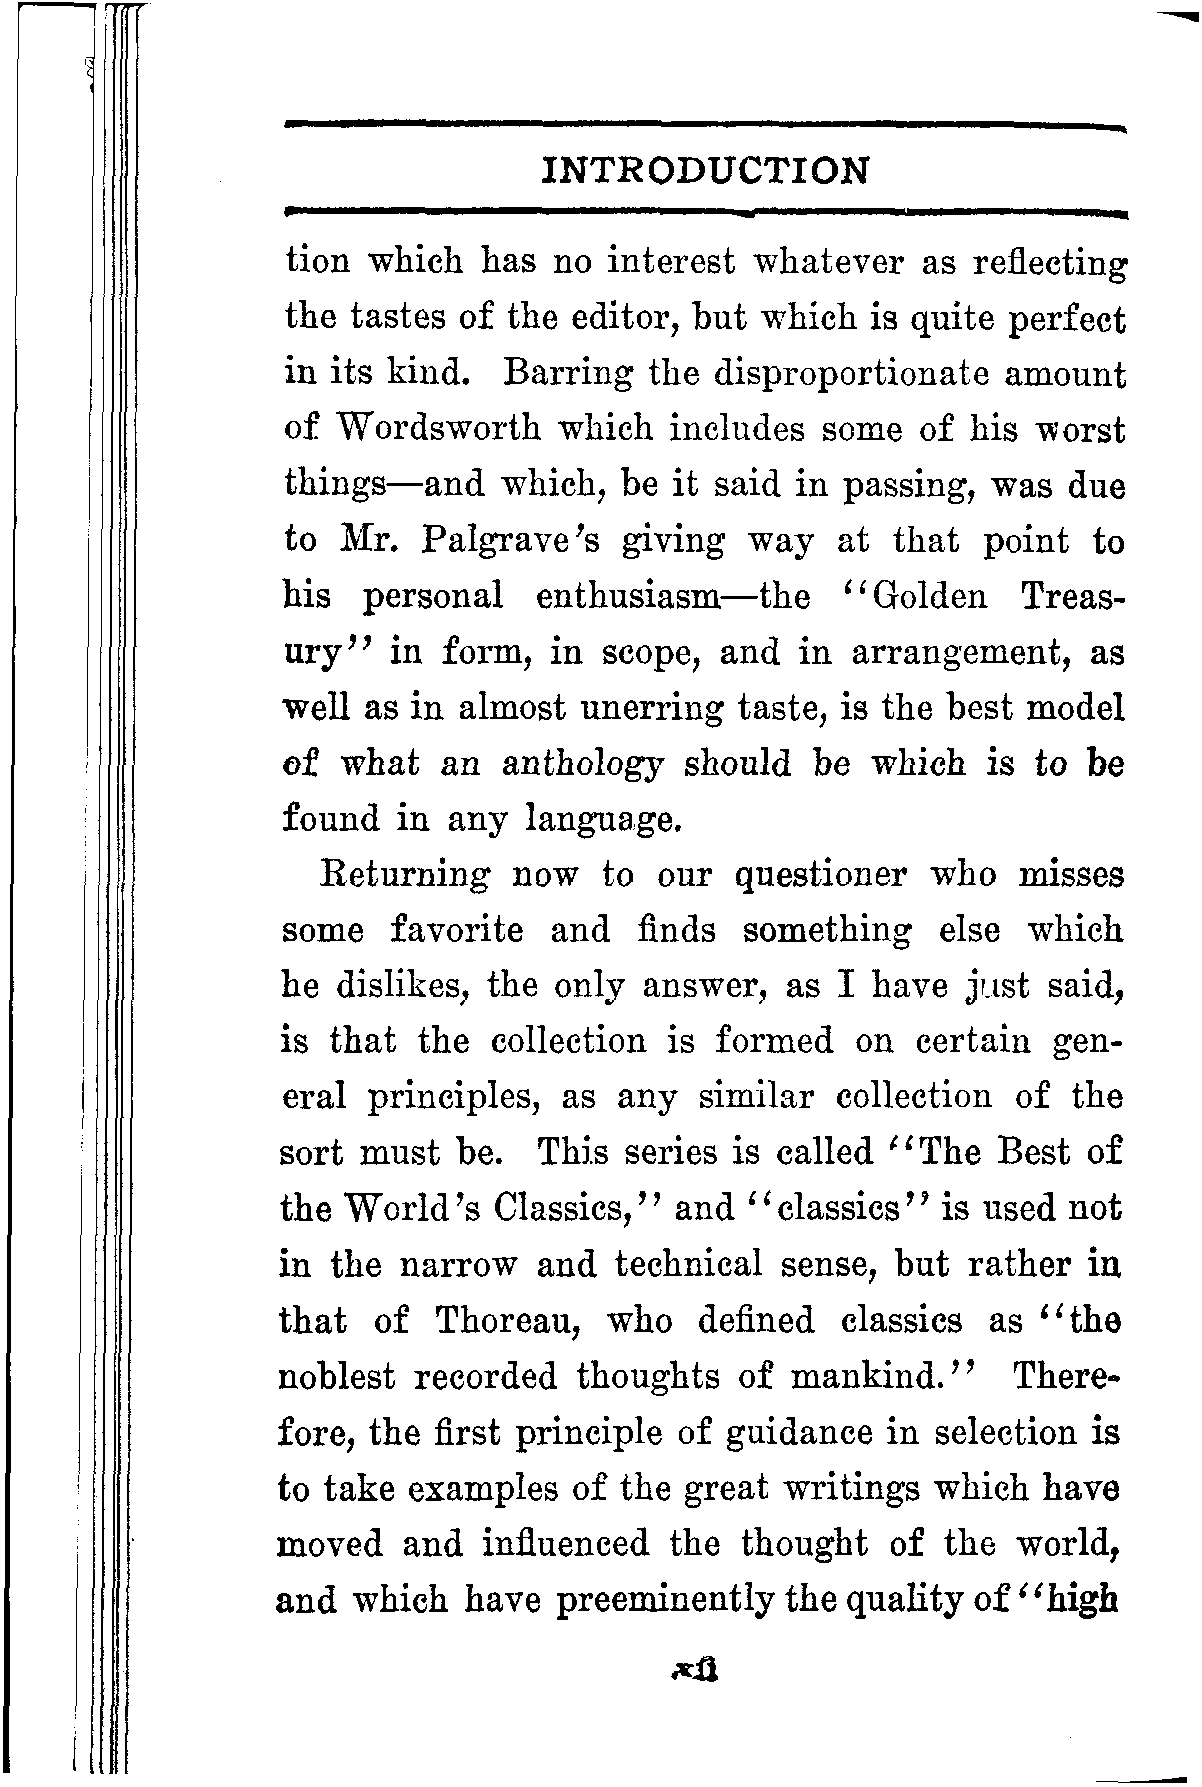 INTRODUCTION
tion which has no interest whatever as reflecting
the tastes of the editor, but which is quite perfect
in its kind. Barring the disproportionate amount
of Wordsworth which includes some of his worst
things—and which, be it said in passing, was due
to Mr. Palgrave's giving way at that point to
his personal enthusiasm—the "Golden Treas-
ury" in form, in scope, and in arrangement, as
well as in almost unerring taste, is the best model
of what an anthology should be which is to be
found in any language.
Returning now to our questioner who misses
some favorite and finds something else which
he dislikes, the only answer, as I have just said,
is that the collection is formed on certain gen-
eral principles, as any similar collection of the
sort must be. This series is called "The Best of
the World's Classics," and "classics" is used not
in the narrow and technical sense, but rather in
that of Thoreau, who defined classics as "the
noblest recorded thoughts of mankind." There-
fore, the first principle of guidance in selection is
to take examples of the great writings which have
moved and influenced the thought of the world,
and which have preeminently the quality of "high
xii